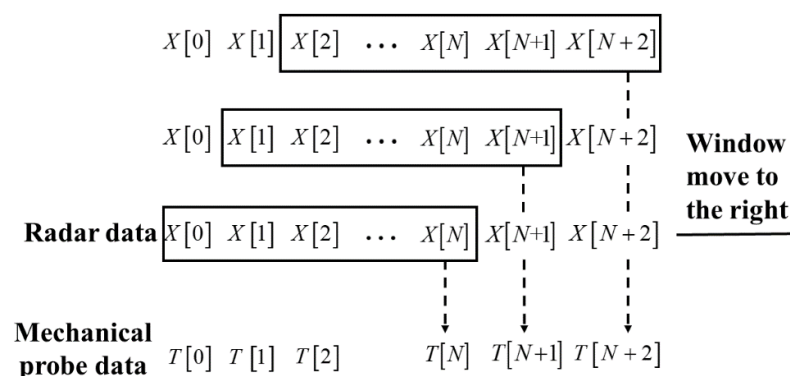 X[0] X[1] X[2] ... X[N] X[N+1] X[N+2]
X[0] X[1] X[2] ... X[N] X[N+1] X[N+2]
Window
move to
the right
Radar data X[0] X[1] X[2] ... X[N] X[N+1] X[N+2]
Mechanical
probe data T[0] T[1] T[2] T[N] T[N+1] T[N+2]